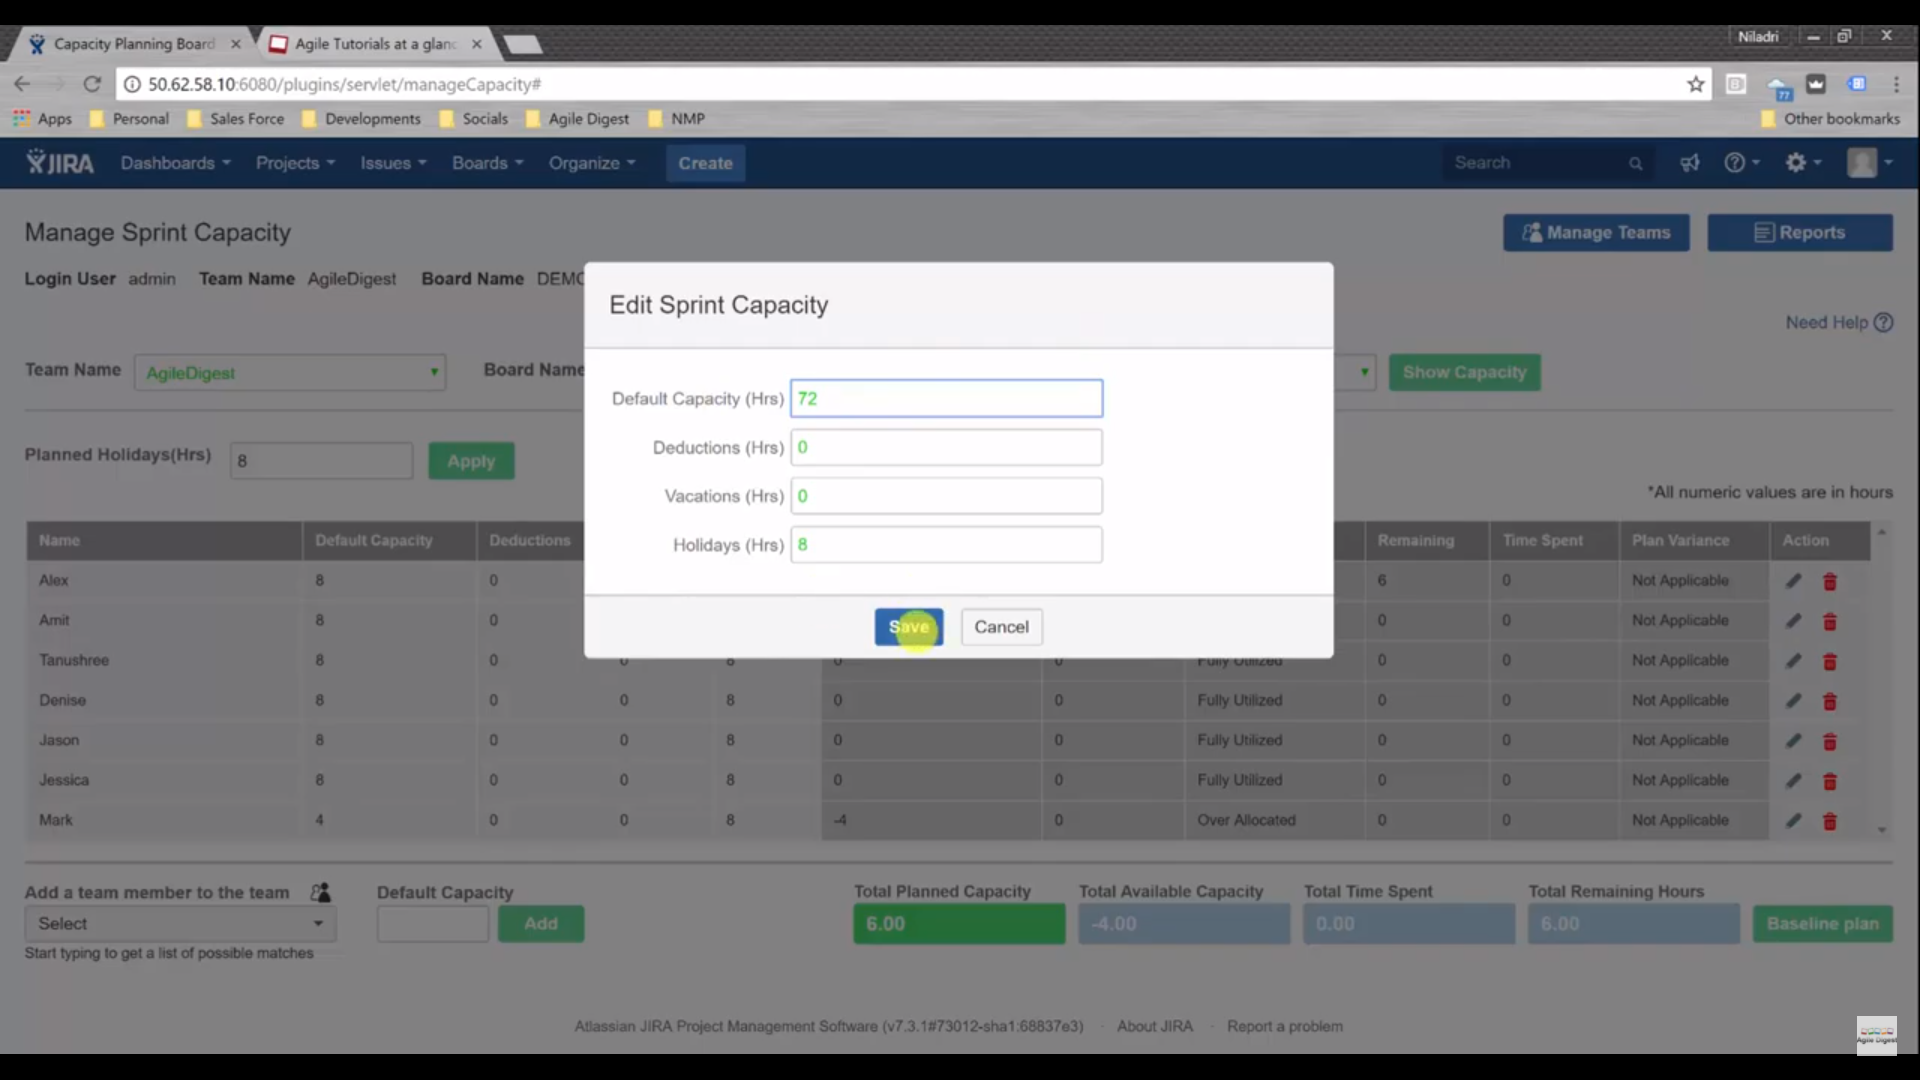 Capacity Planning Board
Agile Tutorials at a glanc
Niladri
50.62.58.10:6080/plugins/servlet/manageCapacity#
77
Apps Personal Sales Force Developments Socials Agile Digest NMP Other bookmarks
JIRA Dashboards Projects Issues Boards Organize Create Search
Manage Sprint Capacity
Manage Teams Reports
Login User admin Team Name AgileDigest Board Name DEMO
Need Help
Team Name AgileDigest Board Name Show Capacity
Planned Holidays(Hrs) 8 Apply
*All numeric values are in hours
Edit Sprint Capacity
Default Capacity (Hrs) 72
Deductions (Hrs) 0
Vacations (Hrs) 0
Holidays (Hrs) 8
Save Cancel
Name Default Capacity Deductions Remaining Time Spent Plan Variance Action
Alex 8 0 6 0 Not Applicable
Amit 8 0 0 0 Not Applicable
Tanushree 8 0 0 8 0 0 Fully Utilized 0 0 Not Applicable
Denise 8 0 0 8 0 0 Fully Utilized 0 0 Not Applicable
Jason 8 0 0 8 0 0 Fully Utilized 0 0 Not Applicable
Jessica 8 0 0 8 0 0 Fully Utilized 0 0 Not Applicable
Mark 4 0 0 8 -4 0 Over Allocated 0 0 Not Applicable
Add a team member to the team Default Capacity Total Planned Capacity Total Available Capacity Total Time Spent Total Remaining Hours
Select Add 6.00 -4.00 0.00 6.00 Baseline plan
Start typing to get a list of possible matches
Atlassian JIRA Project Management Software (v7.3.1#73012-sha1:68837e3) · About JIRA · Report a problem
Agile Digest